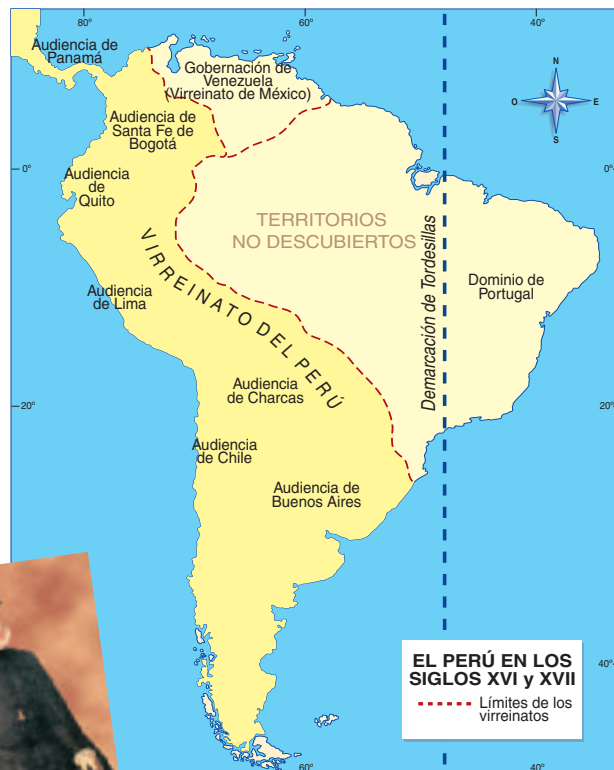 80°
60°
40°
Audiencia de
Panamá
Gobernación de
Venezuela
(Virreinato de México)
N
O
E
S
Audiencia de
Santa Fe de
Bogotá
0°
0°
Audiencia
de
Quito
TERRITORIOS
NO DESCUBIERTOS
Demarcación de Tordesillas
Dominio de
Portugal
VIRREINATO DEL PERÚ
Audiencia
de Lima
Audiencia
de Charcas
20°
20°
Audiencia
de Chile
Audiencia de
Buenos Aires
EL PERÚ EN LOS
SIGLOS XVI y XVII
Límites de los
virreinatos
40°
60°
40°